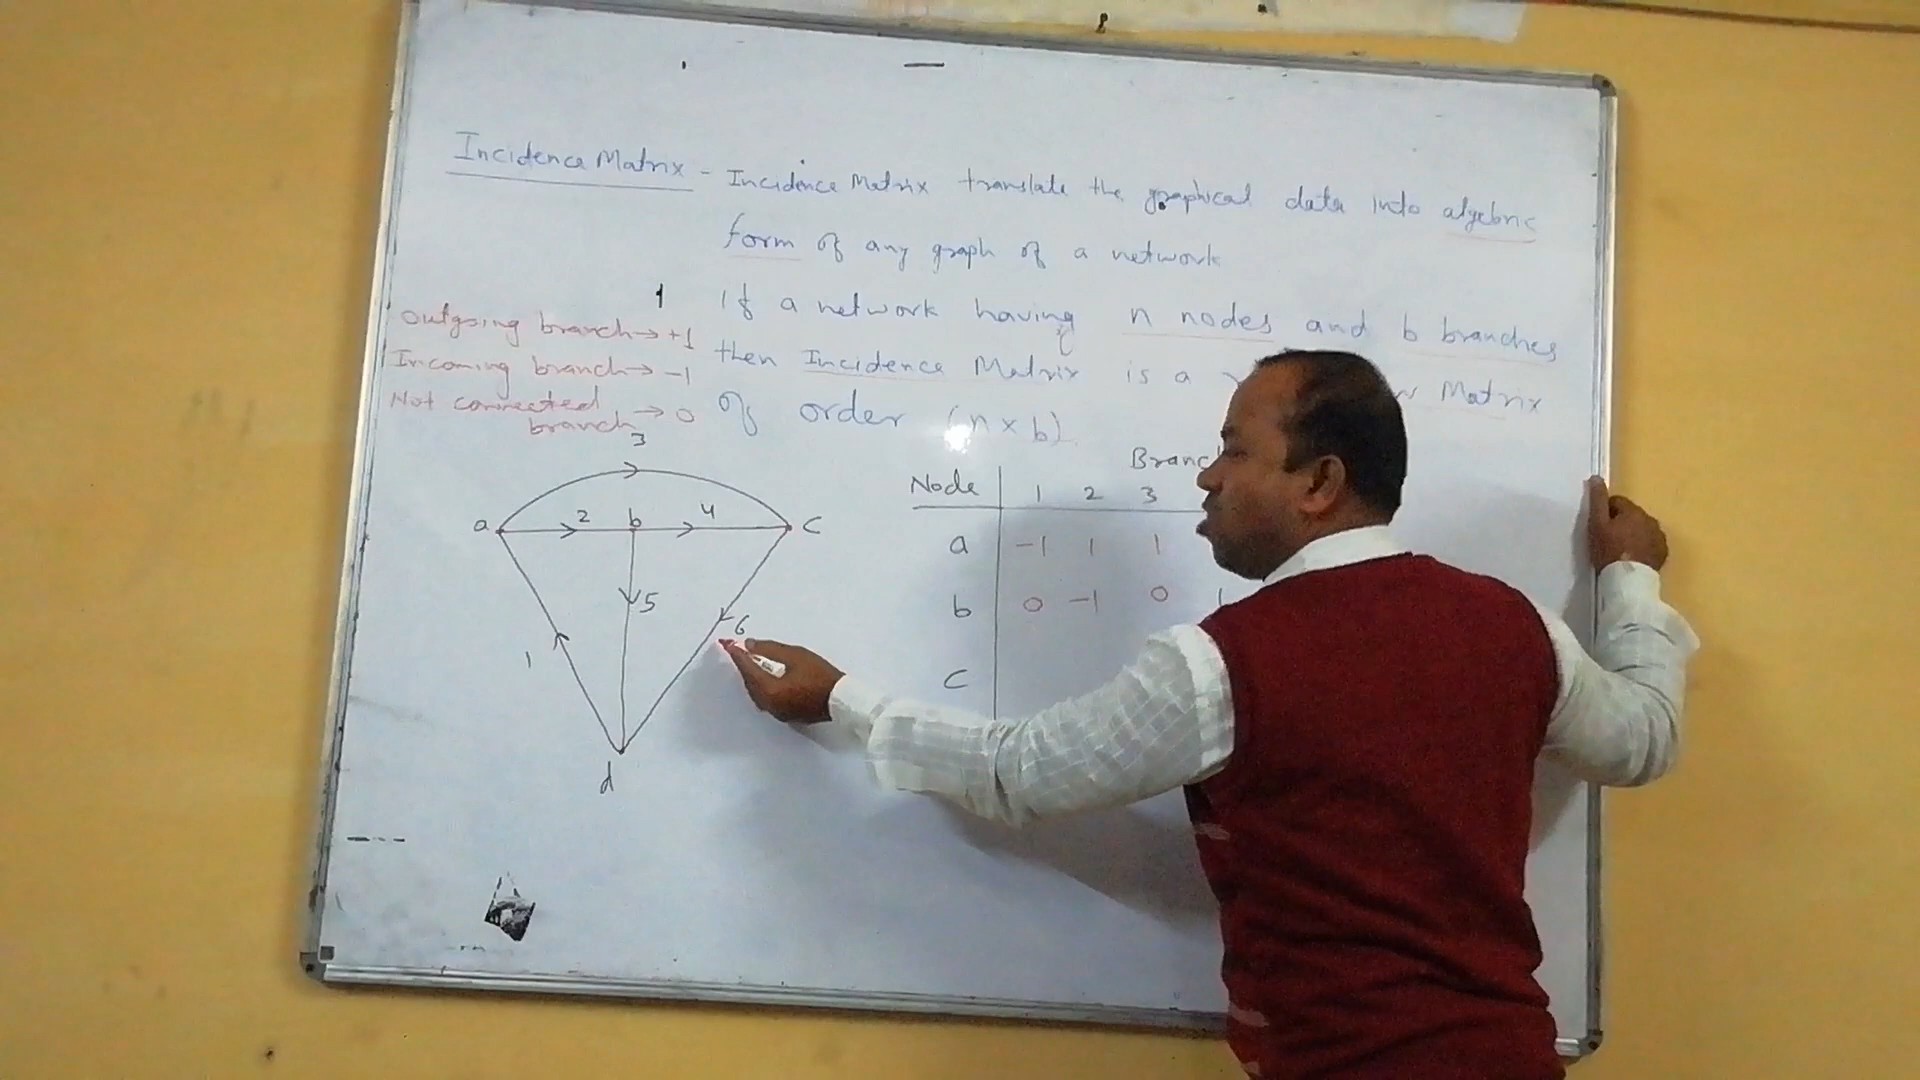 Incidence Matrix - Incidence Matrix translate the graphical data into algebric
form of any graph of a network
If a network having n nodes and b branches
then Incidence Matrix is a Matrix
of order (n x b)
Outgoing branch → +1
Incoming branch → -1
Not connected
branch → 0
3
a 2 b 4 c
5
6
1
d
Node 1 2 3
a -1 1 1
b 0 -1 0 1
c